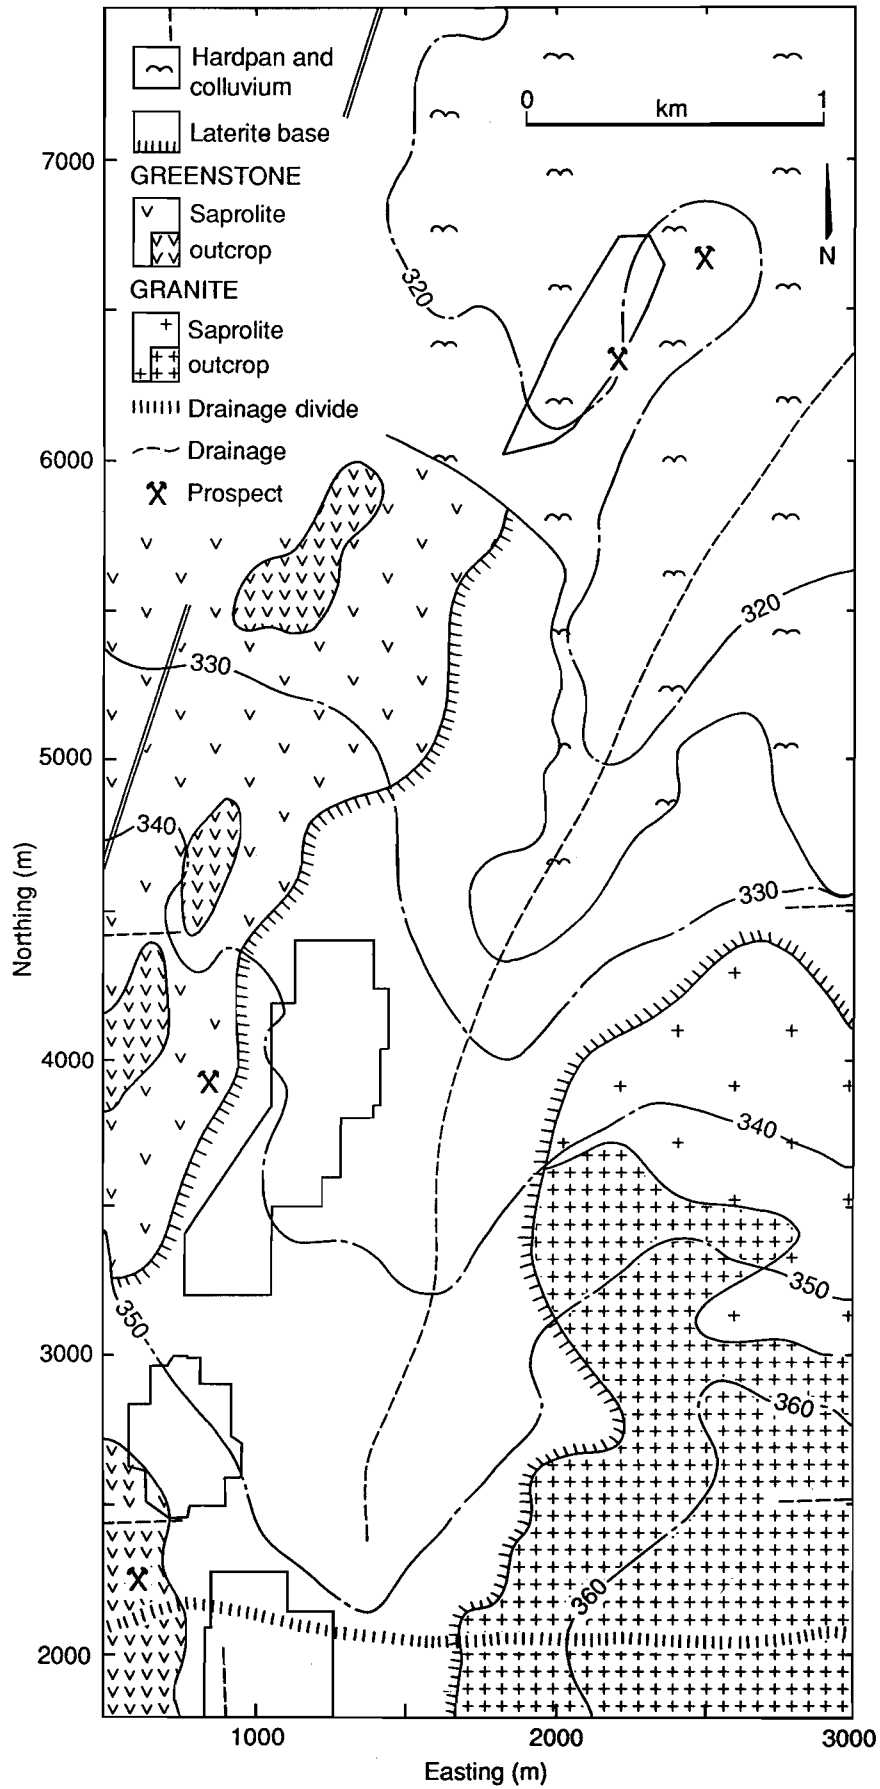 Hardpan and
colluvium
Laterite base
GREENSTONE
Saprolite
outcrop
GRANITE
Saprolite
outcrop
Drainage divide
Drainage
Prospect
0
km
1
N
320
320
330
340
330
340
350
350
360
360
7000
6000
5000
4000
3000
2000
Northing (m)
1000
2000
3000
Easting (m)